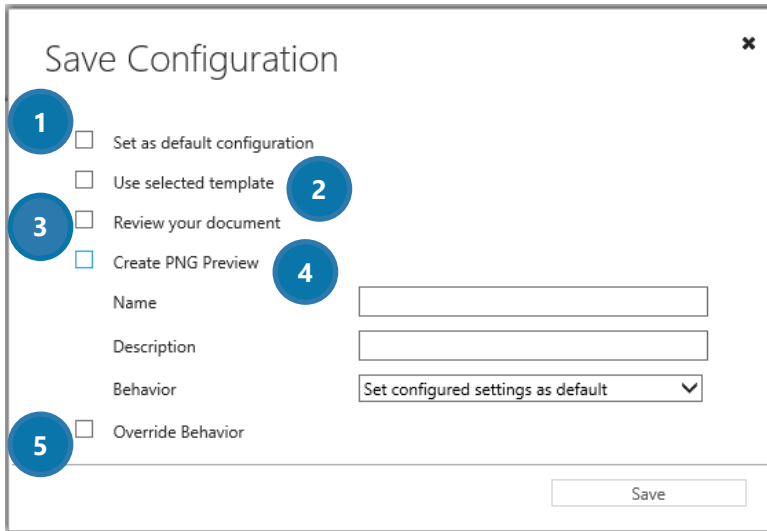 Save Configuration ✖
1
Set as default configuration
Use selected template 2
3 Review your document
Create PNG Preview 4
Name
Description
Behavior Set configured settings as default
5 Override Behavior
Save